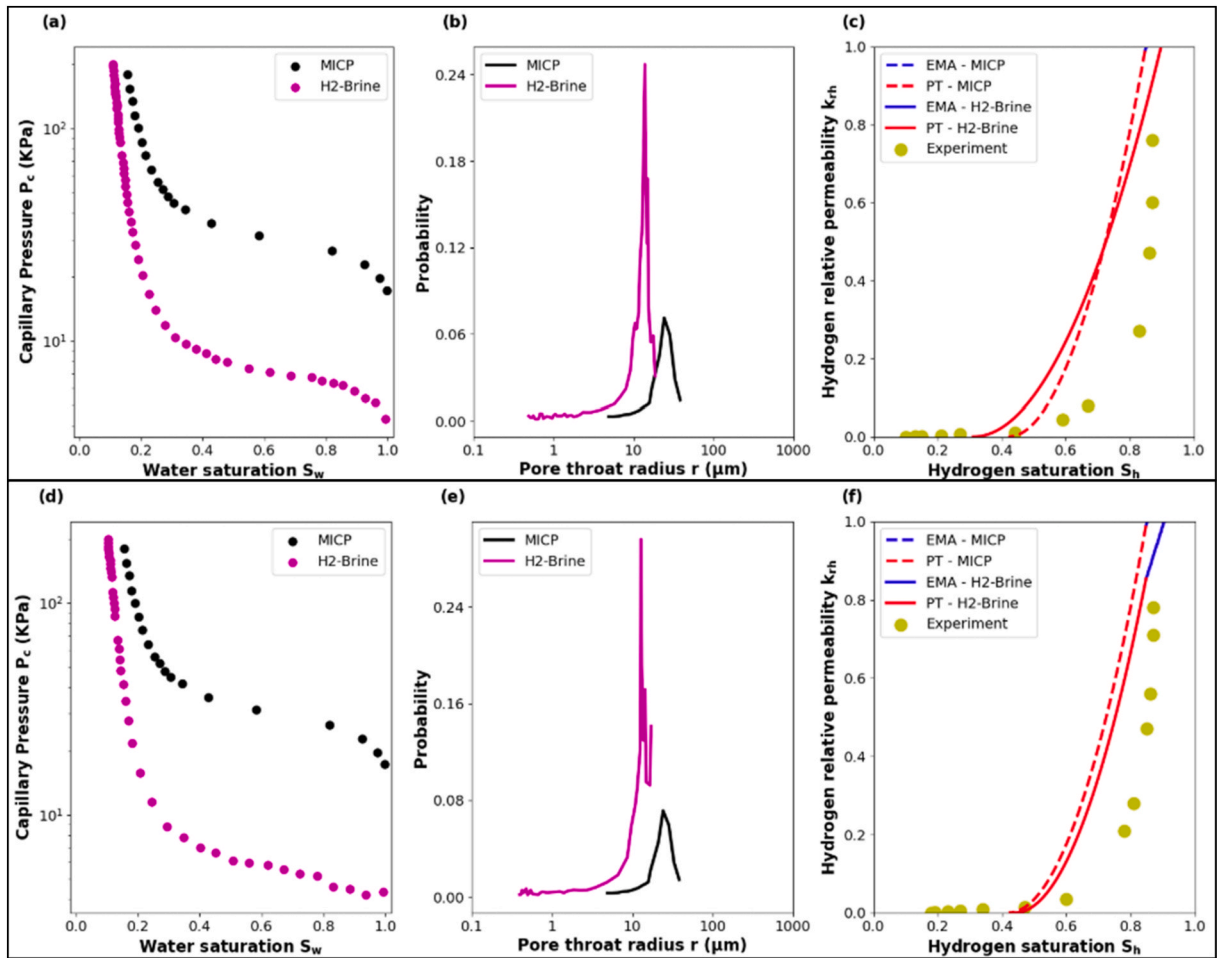 (a)
Capillary Pressure Pc (KPa)
10²
10¹
MICP
H2-Brine
0.0 0.2 0.4 0.6 0.8 1.0
Water saturation Sw
(b)
Probability
0.24
0.18
0.12
0.06
0.00
MICP
H2-Brine
0.1 1 10 100 1000
Pore throat radius r (μm)
(c)
Hydrogen relative permeability krh
1.0
0.8
0.6
0.4
0.2
0.0
EMA - MICP
PT - MICP
EMA - H2-Brine
PT - H2-Brine
Experiment
0.0 0.2 0.4 0.6 0.8 1.0
Hydrogen saturation Sh
(d)
Capillary Pressure Pc (KPa)
10²
10¹
MICP
H2-Brine
0.0 0.2 0.4 0.6 0.8 1.0
Water saturation Sw
(e)
Probability
0.24
0.16
0.08
0.00
MICP
H2-Brine
0.1 1 10 100 1000
Pore throat radius r (μm)
(f)
Hydrogen relative permeability krh
1.0
0.8
0.6
0.4
0.2
0.0
EMA - MICP
PT - MICP
EMA - H2-Brine
PT - H2-Brine
Experiment
0.0 0.2 0.4 0.6 0.8 1.0
Hydrogen saturation Sh